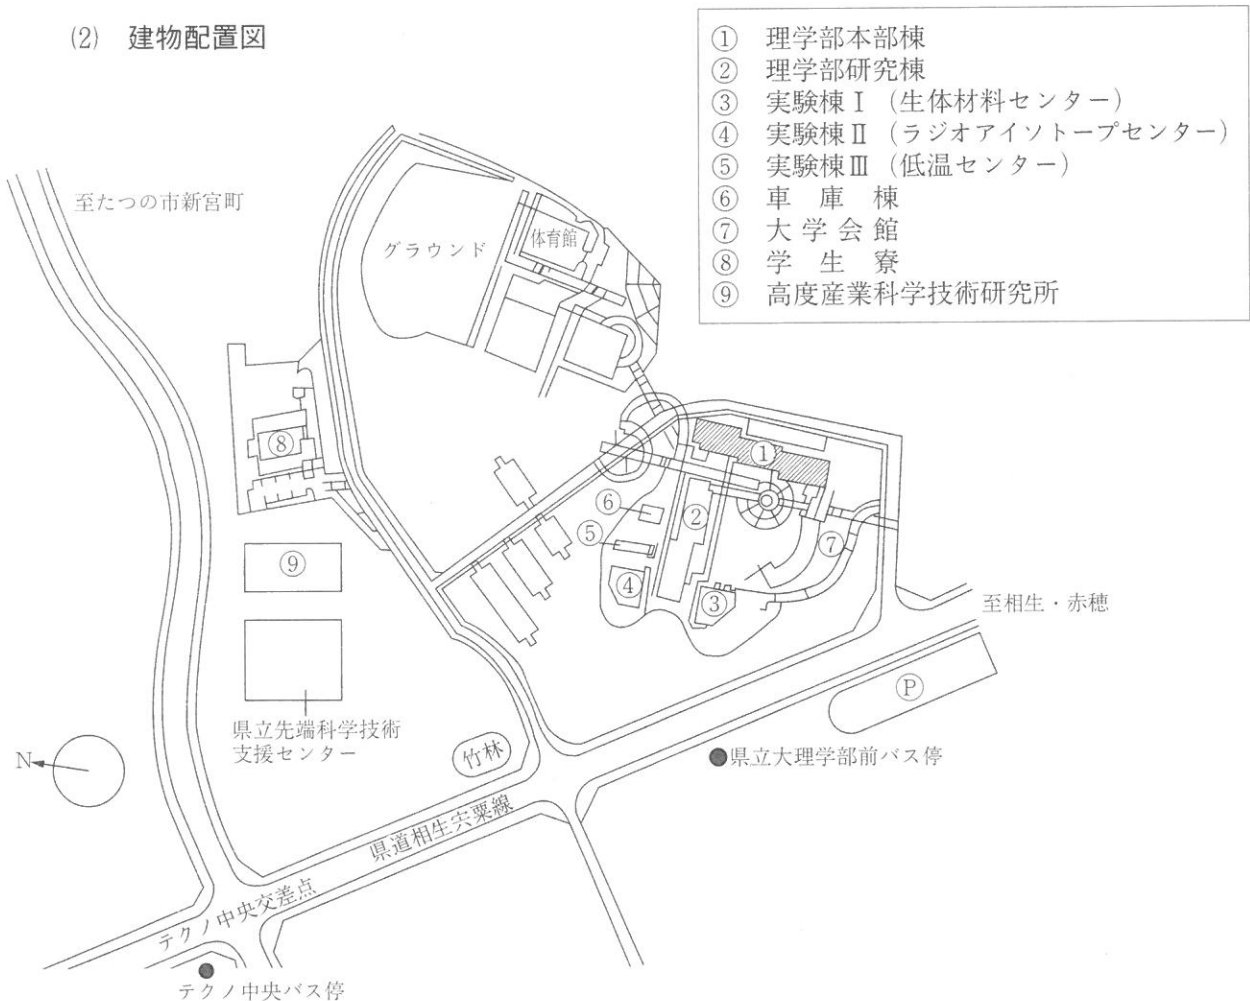 (2) 建物配置図
① 理学部本部棟
② 理学部研究棟
③ 実験棟Ⅰ（生体材料センター）
④ 実験棟Ⅱ（ラジオアイソトープセンター）
⑤ 実験棟Ⅲ（低温センター）
⑥ 車庫棟
⑦ 大学会館
⑧ 学生寮
⑨ 高度産業科学技術研究所
至たつの市新宮町
グラウンド
体育館
⑧
①
⑥
②
⑤
⑦
⑨
④
③
至相生・赤穂
Ⓟ
県立先端科学技術
支援センター
竹林
N
県立大理学部前バス停
県道相生宍粟線
テクノ中央交差点
テクノ中央バス停